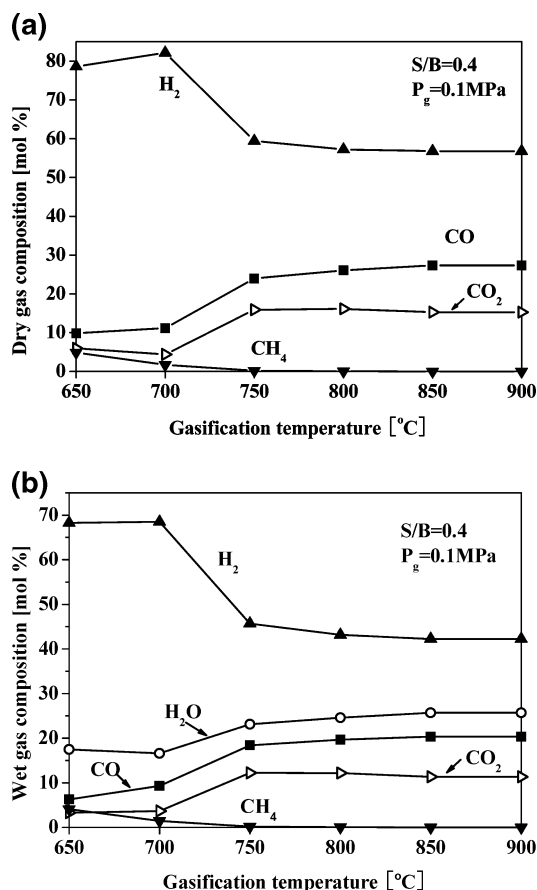 (a)
Dry gas composition [mol %]
80
70
60
50
40
30
20
10
0
H₂
S/B=0.4
P_g=0.1MPa
CO
CO₂
CH₄
650 700 750 800 850 900
Gasification temperature [°C]
(b)
Wet gas composition [mol %]
70
60
50
40
30
20
10
0
S/B=0.4
P_g=0.1MPa
H₂
H₂O
CO
CO₂
CH₄
650 700 750 800 850 900
Gasification temperature [°C]